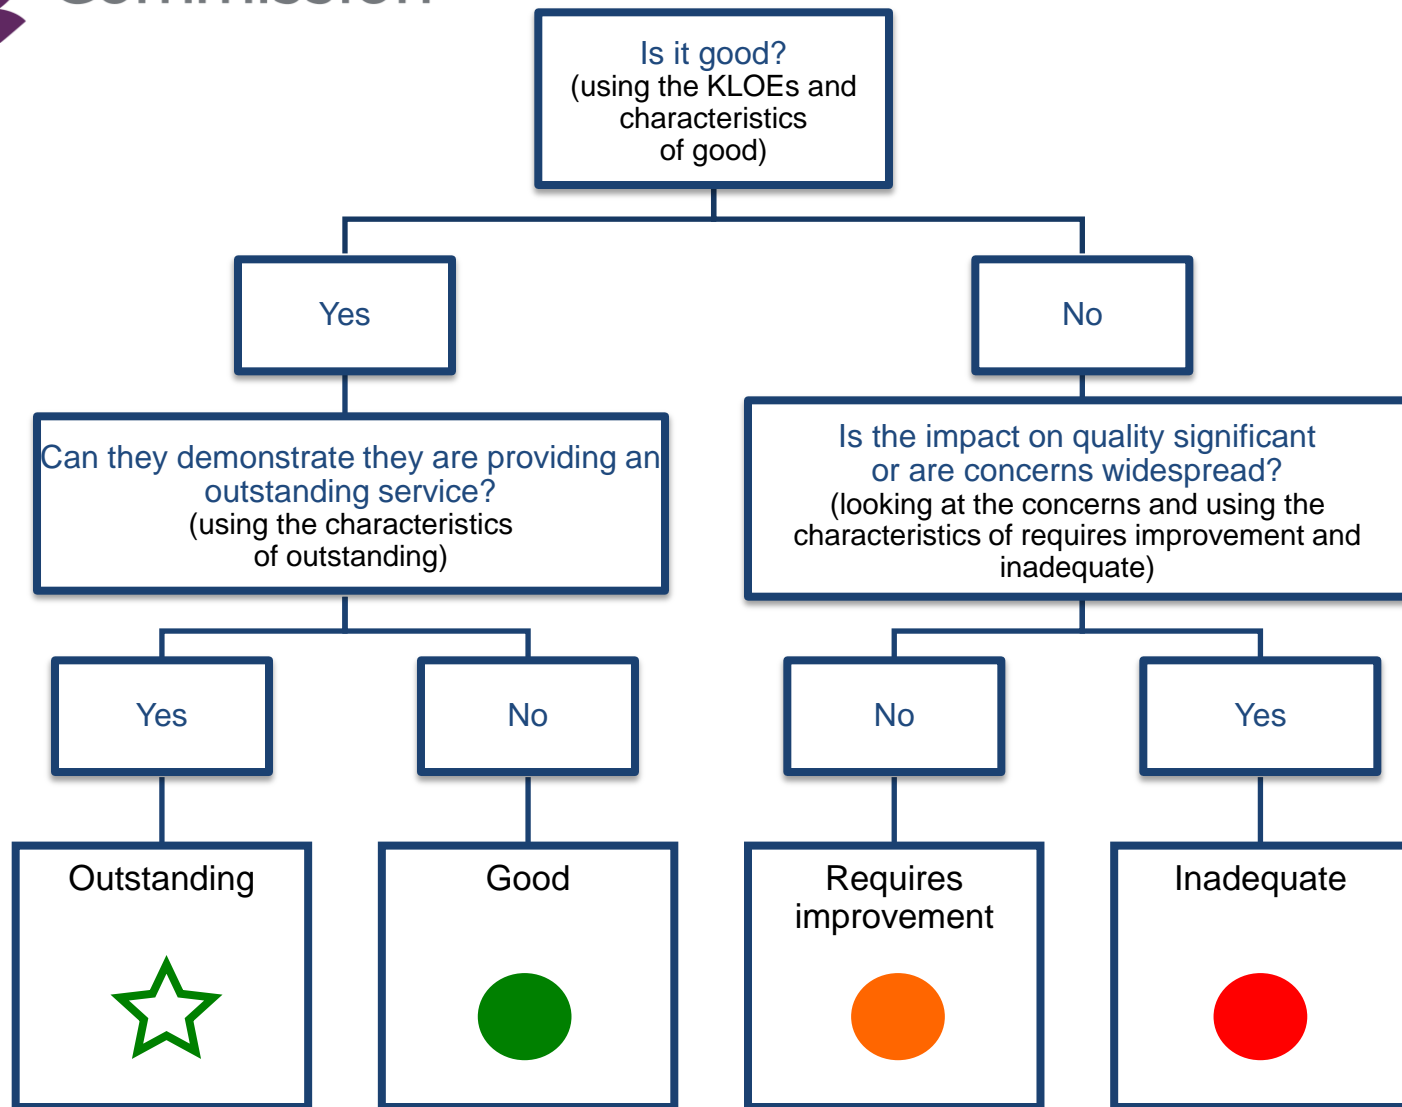 Commission
Is it good?
(using the KLOEs and
characteristics
of good)
Yes
No
Can they demonstrate they are providing an
outstanding service?
(using the characteristics
of outstanding)
Is the impact on quality significant
or are concerns widespread?
(looking at the concerns and using the
characteristics of requires improvement and
inadequate)
Yes
No
No
Yes
Outstanding
Good
Requires
improvement
Inadequate